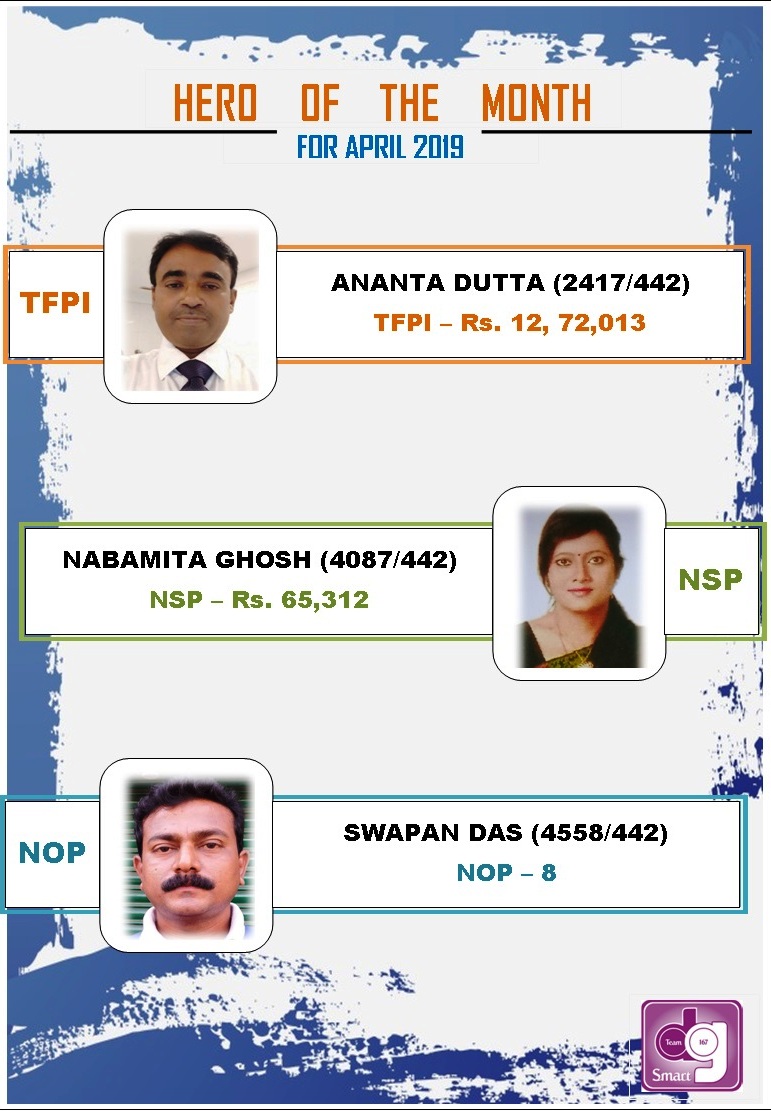 HERO OF THE MONTH
FOR APRIL 2019
TFPI
ANANTA DUTTA (2417/442)
TFPI – Rs. 12, 72,013
NABAMITA GHOSH (4087/442)
NSP – Rs. 65,312
NSP
NOP
SWAPAN DAS (4558/442)
NOP – 8
dg
Team
167
Smart